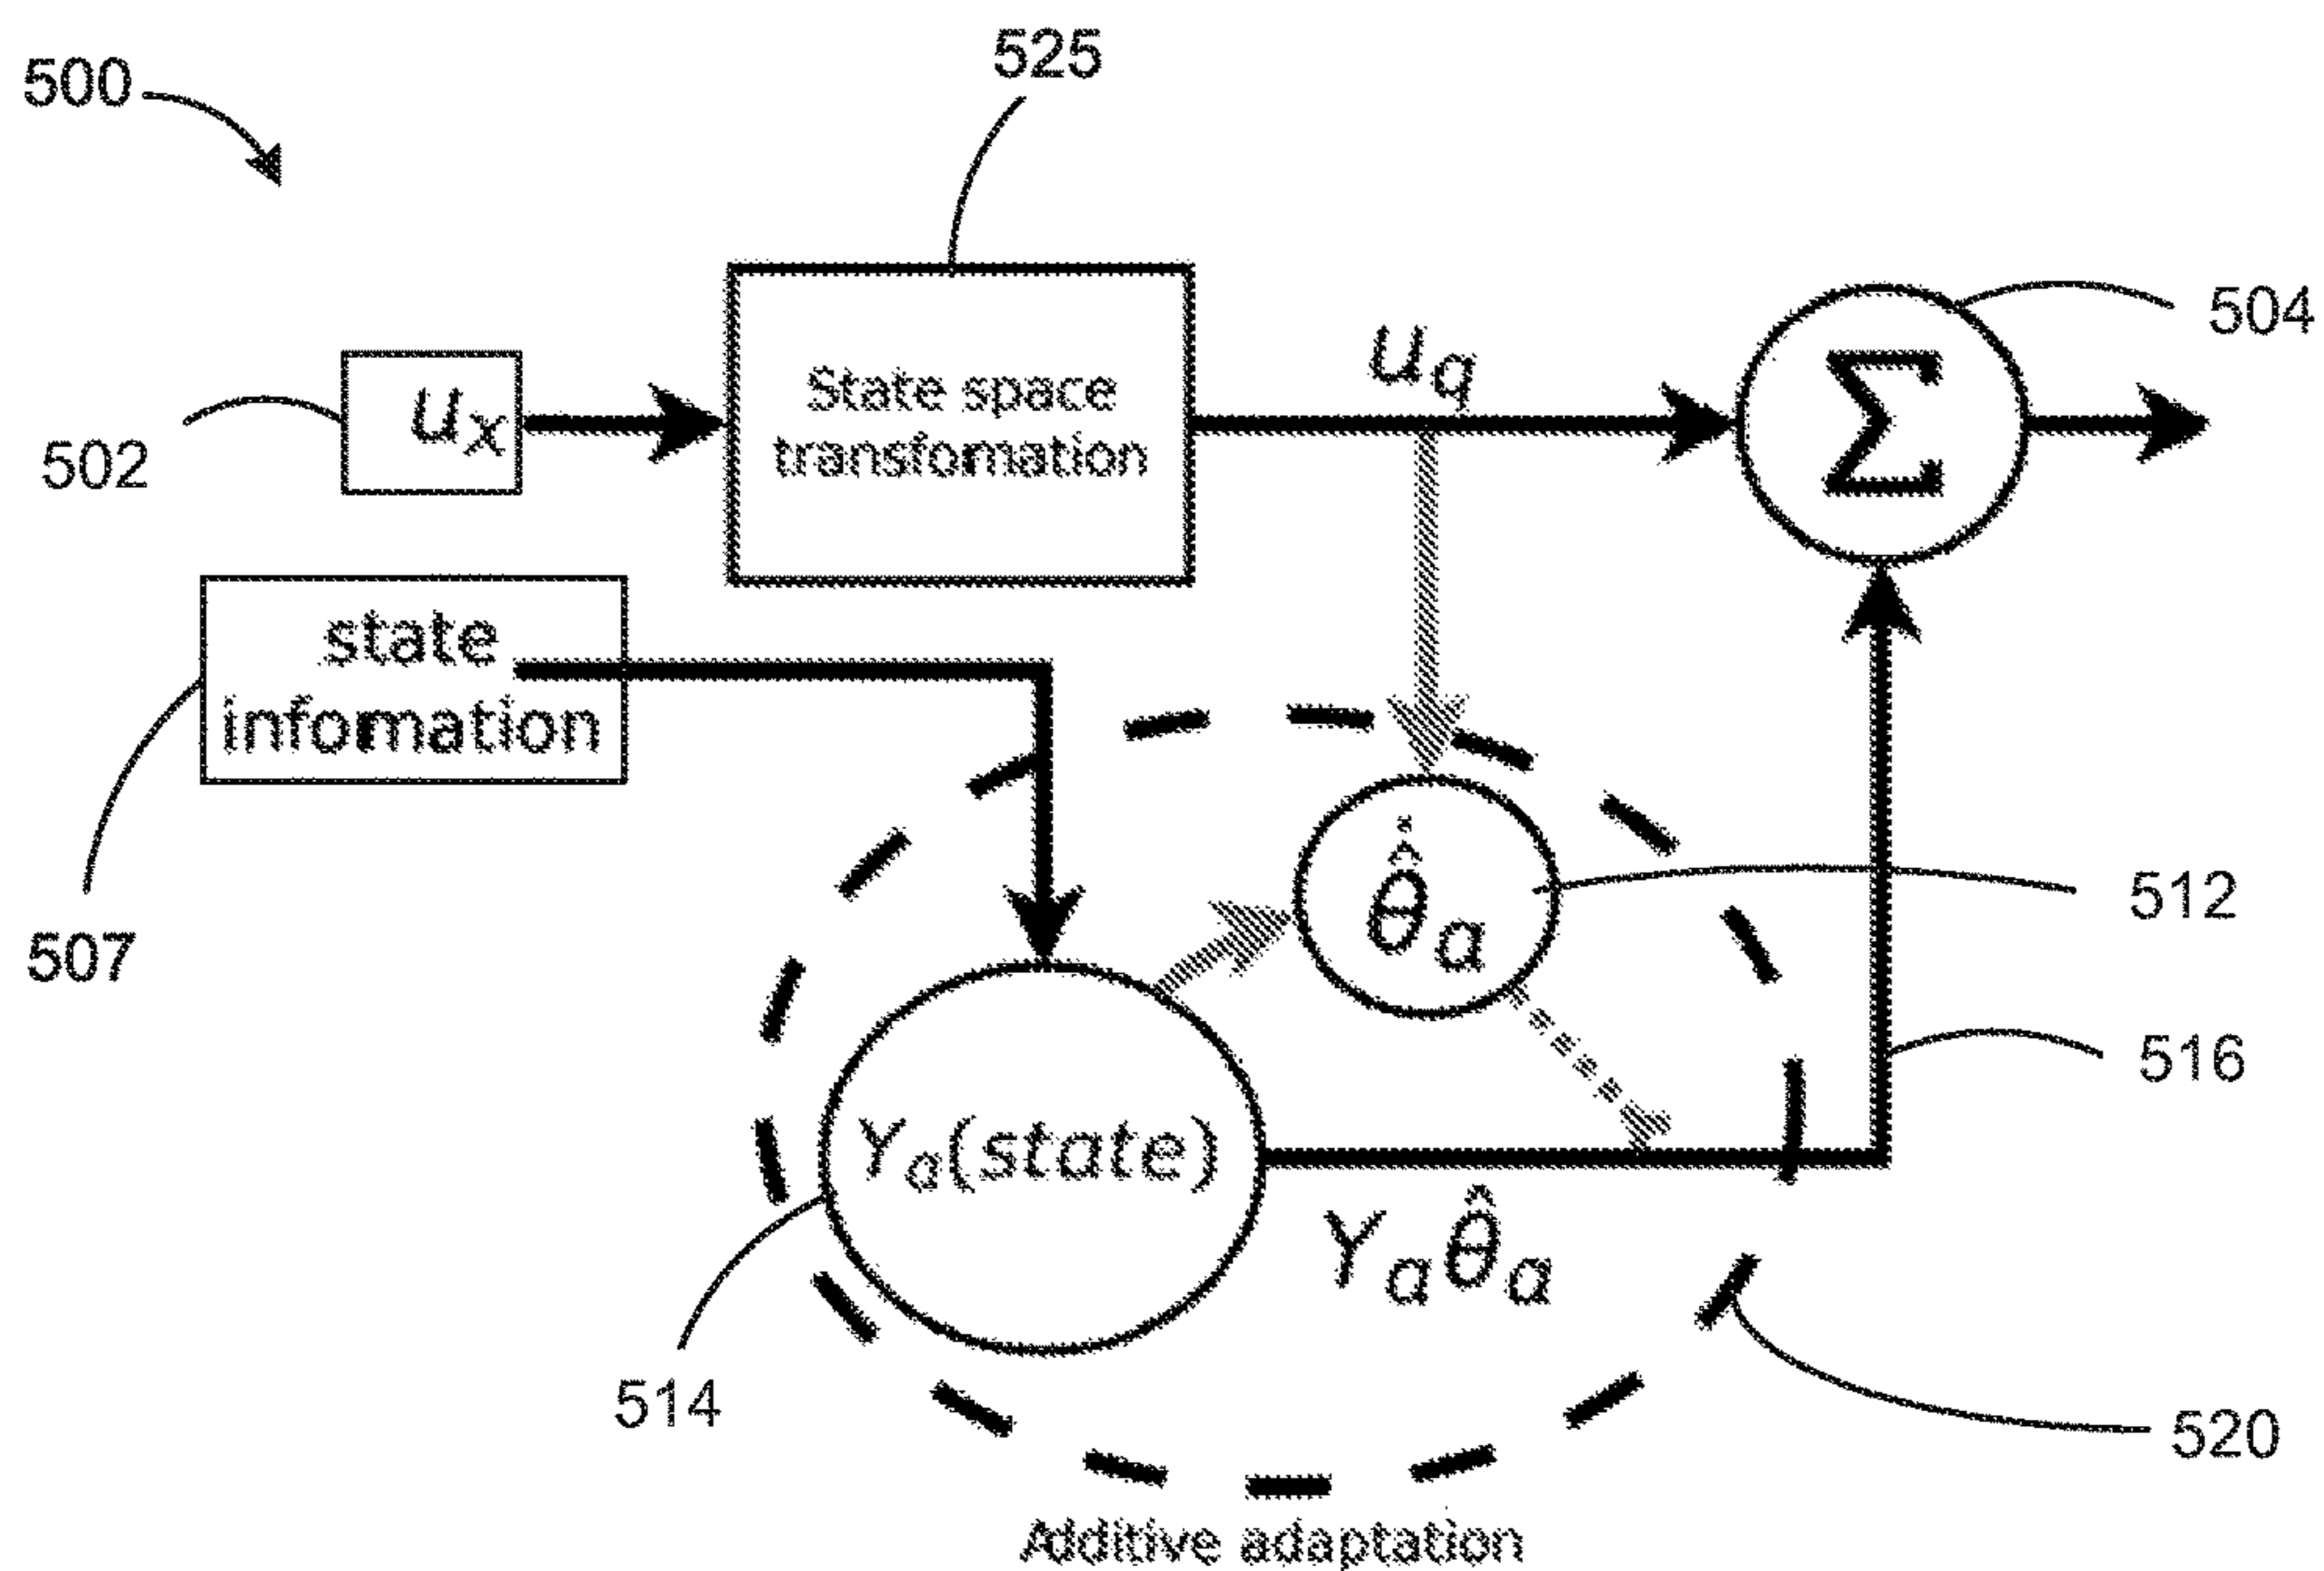 525
500
504
u_q
u_x
State space
transfomation
Σ
502
state
infomation
507
θ̂̇_a
512
516
Y_a(state)
Y_aθ̂_a
514
520
Additive adaptation